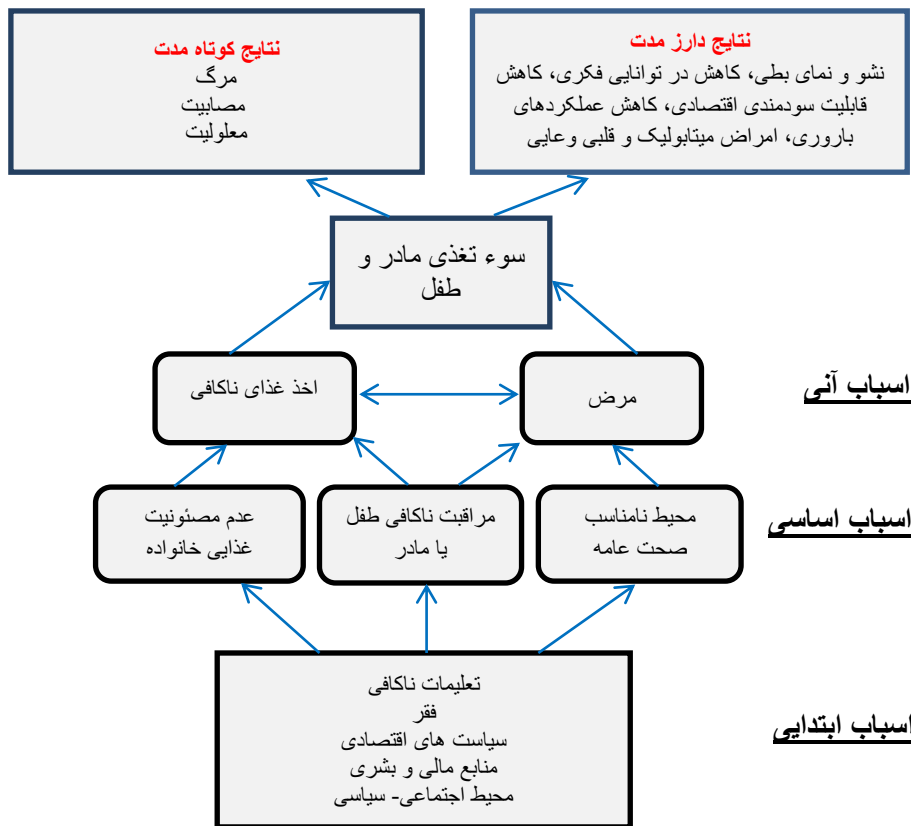 نتایج دارز مدت
نشو و نمای بطی، کاهش در توانایی فکری، کاهش
قابلیت سودمندی اقتصادی، کاهش عملکردهای
باروری، امراض میتابولیک و قلبی وعایی
نتایج کوتاه مدت
مرگ
مصابیت
معلولیت
سوء تغذی مادر و
طفل
اسباب آنی
مرض
اخذ غذای ناکافی
اسباب اساسی
محیط نامناسب
صحت عامه
مراقبت ناکافی طفل
یا مادر
عدم مصئونیت
غذایی خانواده
اسباب ابتدایی
تعلیمات ناکافی
فقر
سیاست های اقتصادی
منابع مالی و بشری
محیط اجتماعی- سیاسی